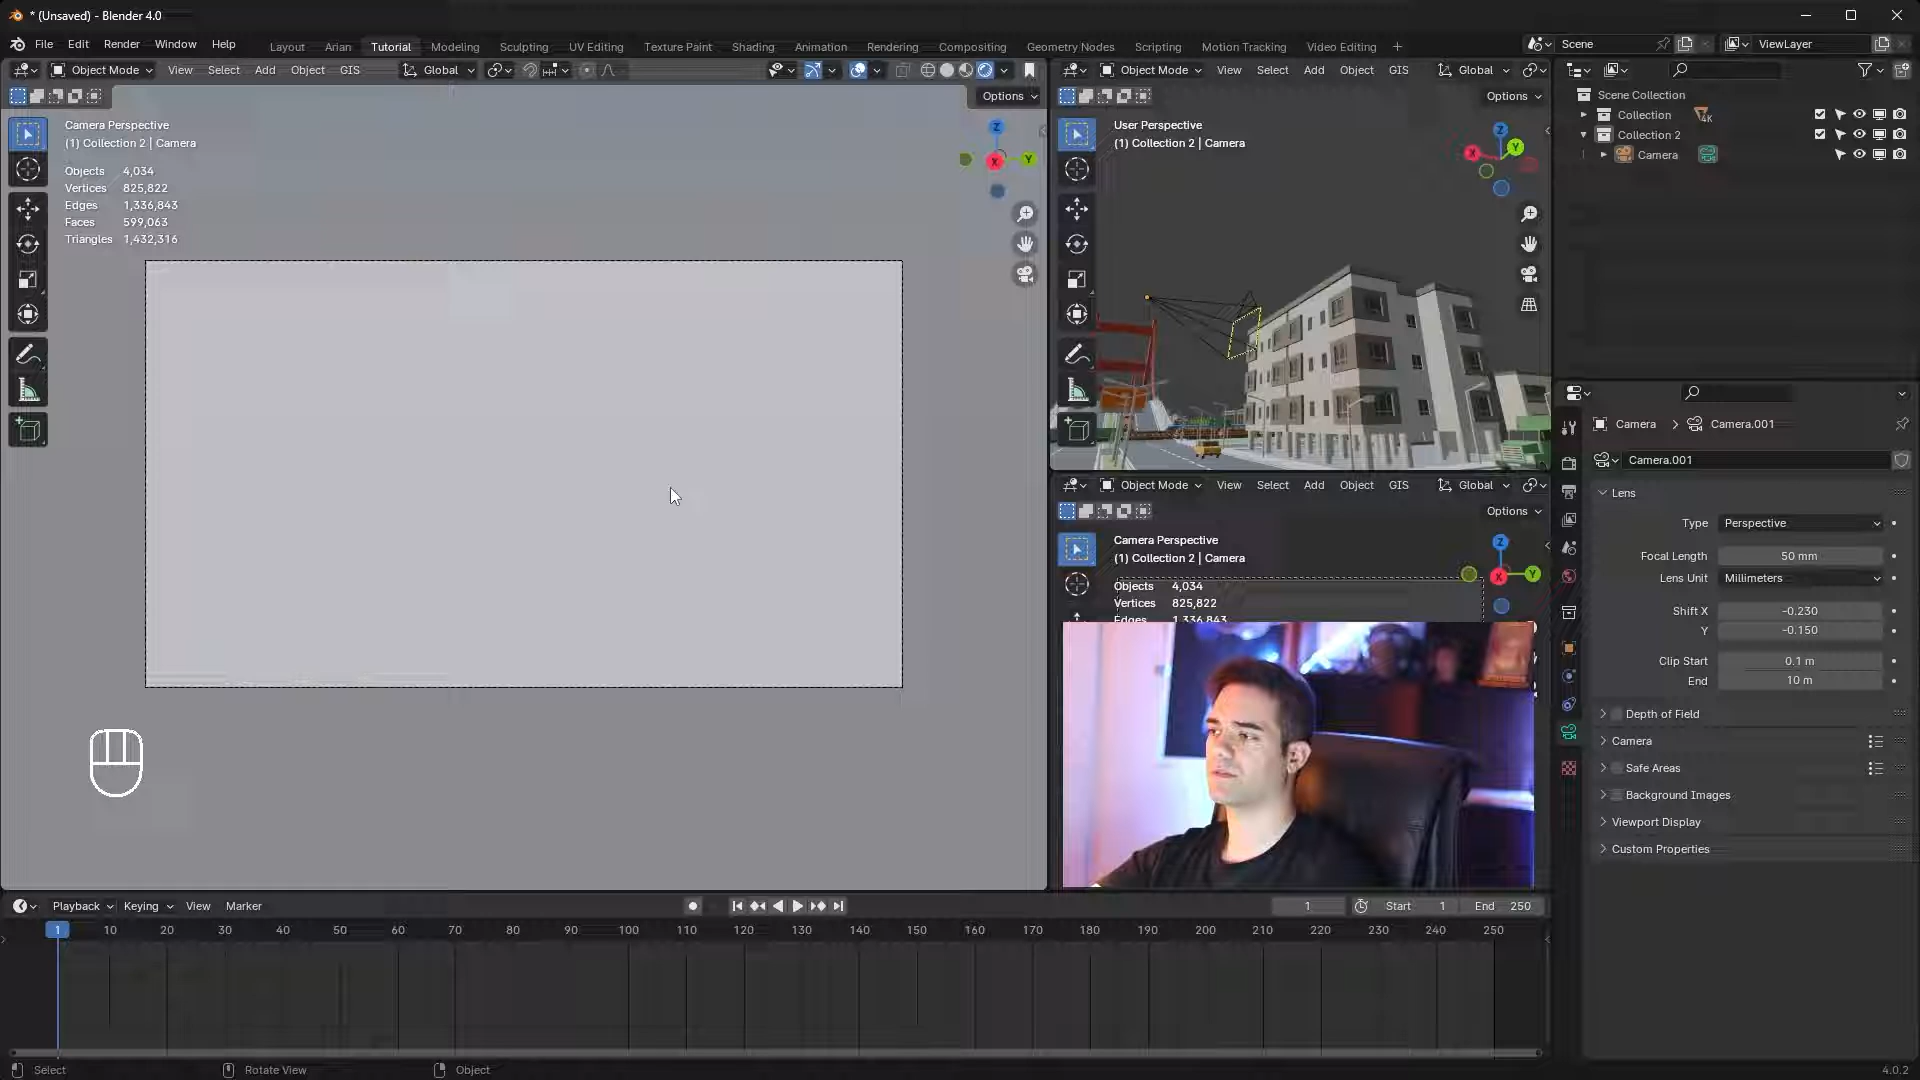 * (Unsaved) - Blender 4.0
File Edit Render Window Help Layout Arian Tutorial Modeling Sculpting UV Editing Texture Paint Shading Animation Rendering Compositing Geometry Nodes Scripting Motion Tracking Video Editing + Scene ViewLayer
Object Mode View Select Add Object GIS Global
Options
Camera Perspective
(1) Collection 2 | Camera
Objects 4,034
Vertices 825,822
Edges 1,336,843
Faces 599,063
Triangles 1,432,316
Z
X
Y
Object Mode View Select Add Object GIS Global
Options
User Perspective
(1) Collection 2 | Camera
Z
X
Y
Object Mode View Select Add Object GIS Global
Options
Camera Perspective
(1) Collection 2 | Camera
Objects 4,034
Vertices 825,822
Edges 1,336,843
Z
X
Y
Scene Collection
Collection 4K
Collection 2
Camera
Camera > Camera.001
Camera.001
Lens
Type Perspective
Focal Length 50 mm
Lens Unit Millimeters
Shift X -0.230
Y -0.150
Clip Start 0.1 m
End 10 m
Depth of Field
Camera
Safe Areas
Background Images
Viewport Display
Custom Properties
Playback Keying View Marker 1 Start 1 End 250
1 10 20 30 40 50 60 70 80 90 100 110 120 130 140 150 160 170 180 190 200 210 220 230 240 250
Select Rotate View Object 4.0.2